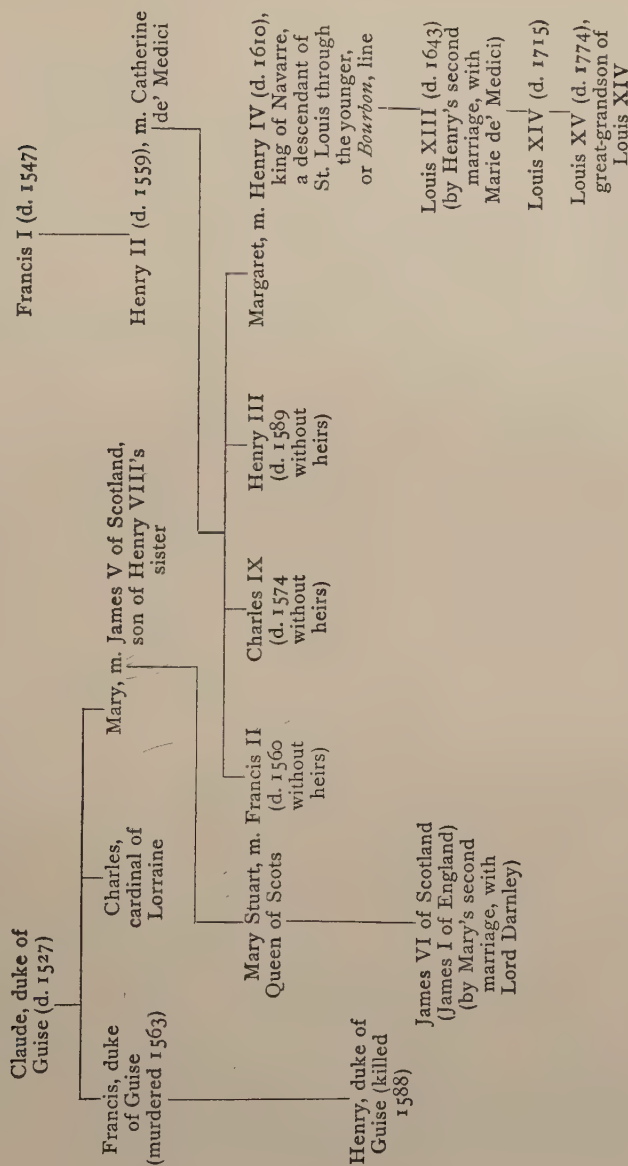 Francis I (d. 1547)
Henry II (d. 1559), m. Catherine
de' Medici
Claude, duke of
Guise (d. 1527)
Francis, duke
of Guise
(murdered 1563)
Charles,
cardinal of
Lorraine
Mary, m. James V of Scotland,
son of Henry VIII's
sister
Mary Stuart, m. Francis II
Queen of Scots
(d. 1560
without
heirs)
Charles IX
(d. 1574
without
heirs)
Henry III
(d. 1589
without
heirs)
Margaret, m. Henry IV (d. 1610),
king of Navarre,
a descendant of
St. Louis through
the younger,
or Bourbon, line
Henry, duke of
Guise (killed
1588)
James VI of Scotland
(James I of England)
(by Mary's second
marriage, with
Lord Darnley)
Louis XIII (d. 1643)
(by Henry's second
marriage, with
Marie de' Medici)
Louis XIV (d. 1715)
Louis XV (d. 1774),
great-grandson of
Louis XIV